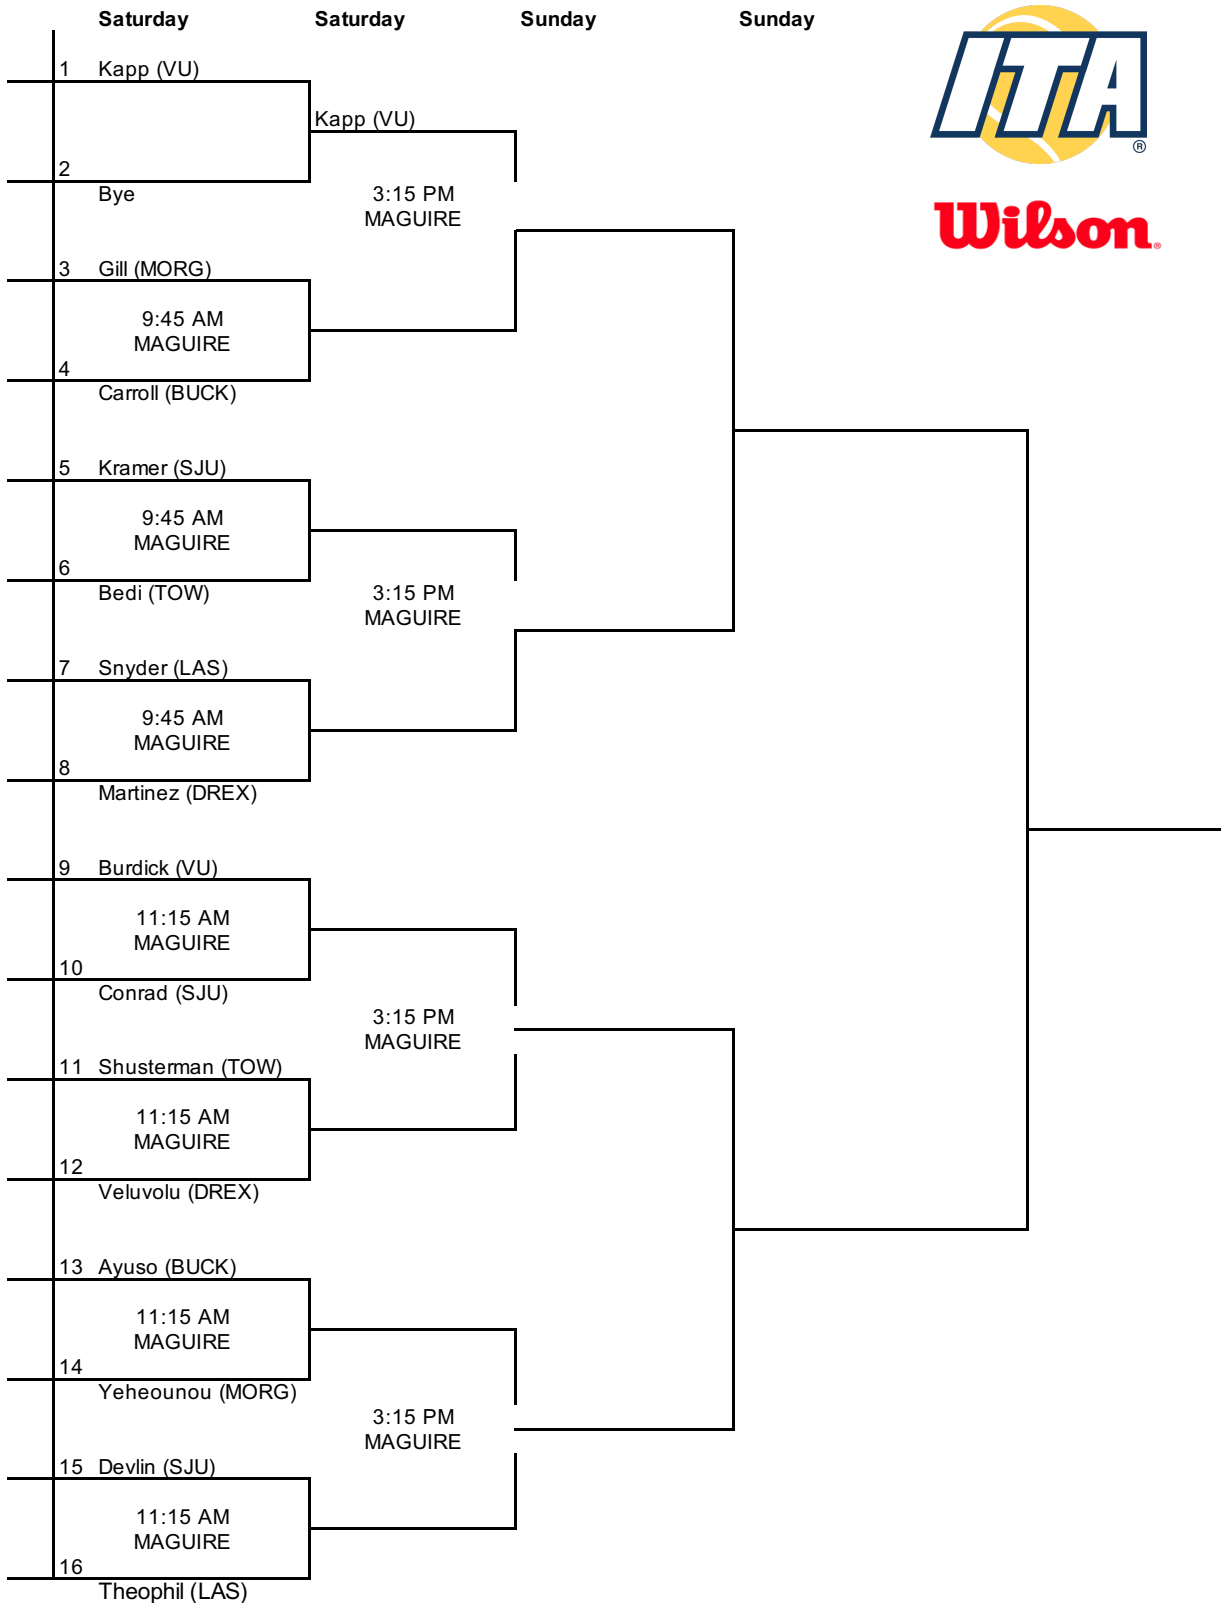 Saturday Saturday Sunday Sunday
ITA
®
Wilson.
1 Kapp (VU)
Kapp (VU)
2
Bye
3:15 PM
MAGUIRE
3 Gill (MORG)
9:45 AM
MAGUIRE
4
Carroll (BUCK)
5 Kramer (SJU)
9:45 AM
MAGUIRE
6
Bedi (TOW)
3:15 PM
MAGUIRE
7 Snyder (LAS)
9:45 AM
MAGUIRE
8
Martinez (DREX)
9 Burdick (VU)
11:15 AM
MAGUIRE
10
Conrad (SJU)
3:15 PM
MAGUIRE
11 Shusterman (TOW)
11:15 AM
MAGUIRE
12
Veluvolu (DREX)
13 Ayuso (BUCK)
11:15 AM
MAGUIRE
14
Yeheounou (MORG)
3:15 PM
MAGUIRE
15 Devlin (SJU)
11:15 AM
MAGUIRE
16
Theophil (LAS)